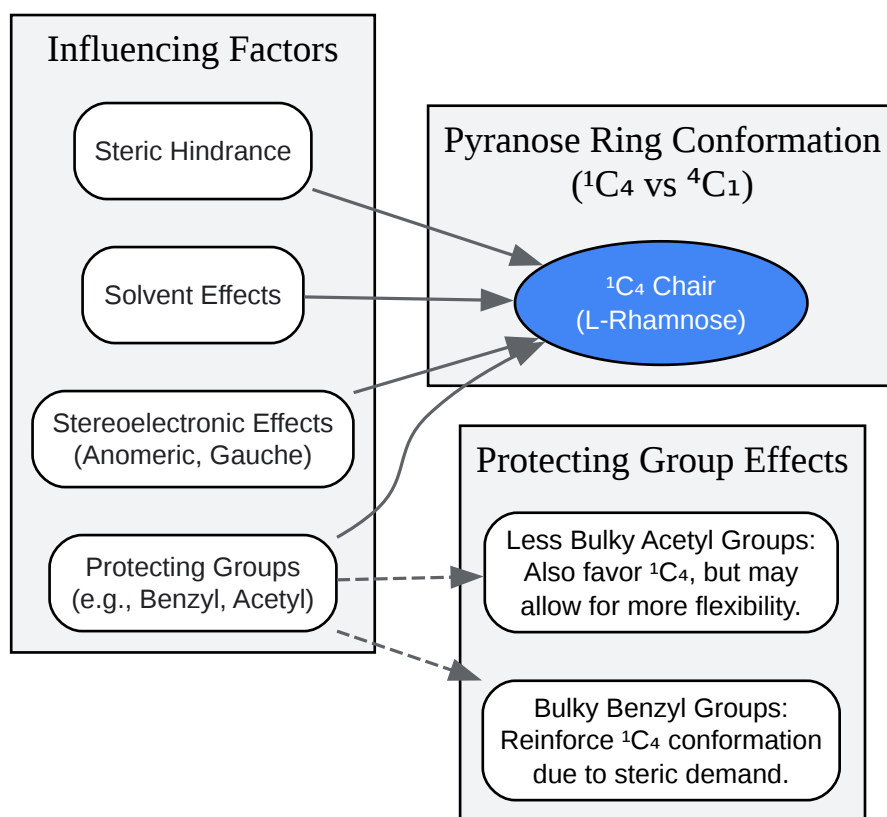 Influencing Factors
Steric Hindrance
Solvent Effects
Stereoelectronic Effects
(Anomeric, Gauche)
Protecting Groups
(e.g., Benzyl, Acetyl)
Pyranose Ring Conformation
(¹C₄ vs ⁴C₁)
¹C₄ Chair
(L-Rhamnose)
Protecting Group Effects
Less Bulky Acetyl Groups:
Also favor ¹C₄, but may
allow for more flexibility.
Bulky Benzyl Groups:
Reinforce ¹C₄ conformation
due to steric demand.